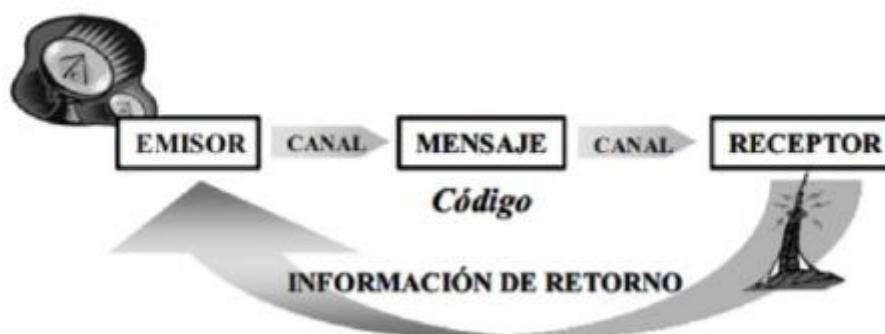 EMISOR CANAL MENSAJE CANAL RECEPTOR
Código
INFORMACIÓN DE RETORNO